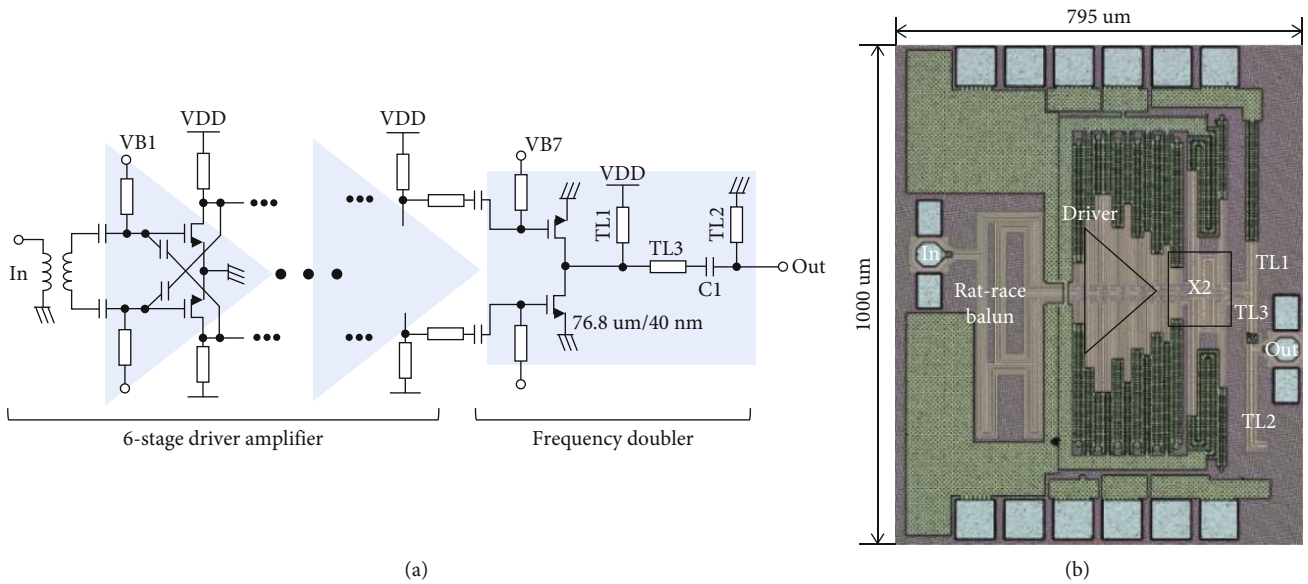 VB1
VDD
In
VDD
VB7
VDD
TL1
TL2
TL3
C1
Out
76.8 um/40 nm
6-stage driver amplifier
Frequency doubler
(a)
795 um
1000 um
Driver
In
Rat-race
balun
X2
TL1
TL3
Out
TL2
(b)